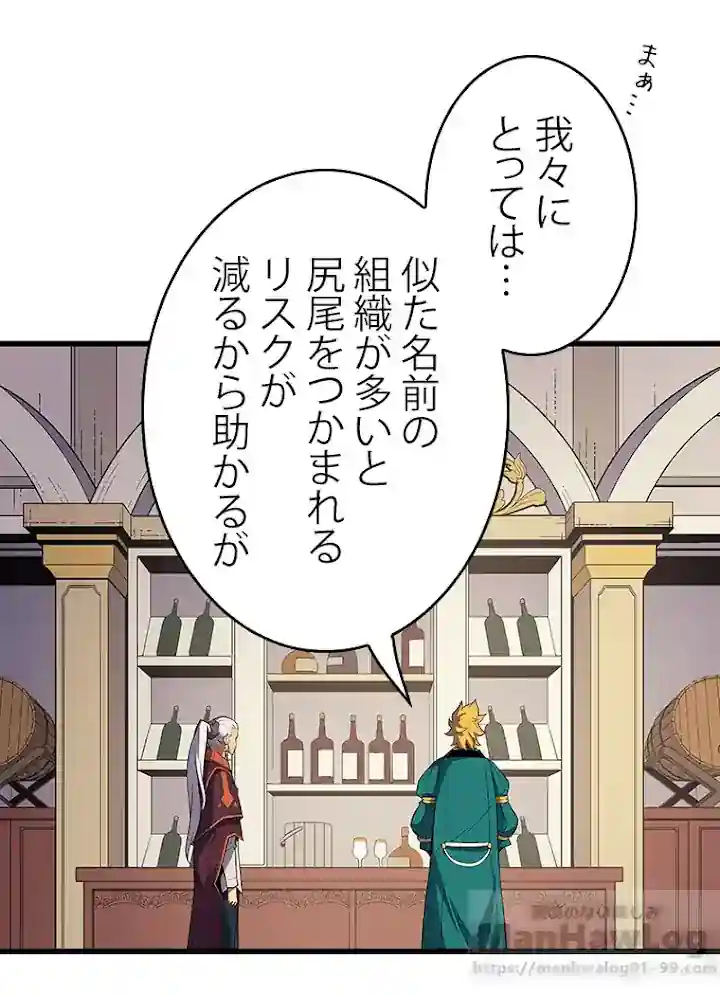 まぁ…
我々に
とっては…
似た名前の
組織が多いと
尻尾をつかまれる
リスクが
減るから助かるが
ManHawLog
https://manhwalog01-99.com